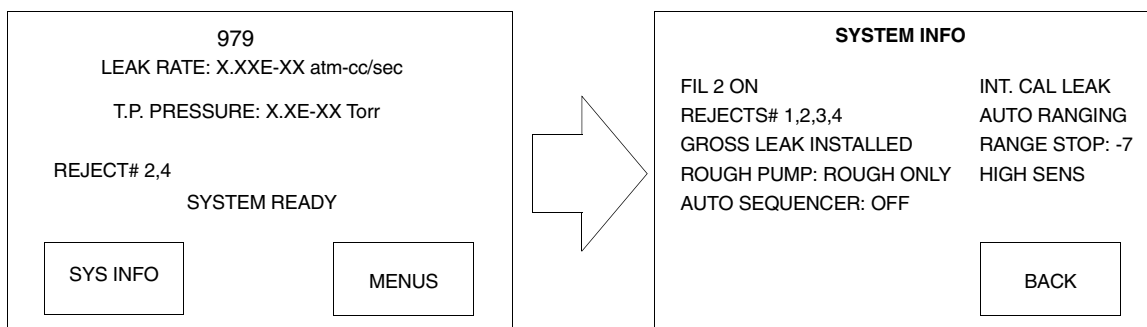 979
LEAK RATE: X.XXE-XX atm-cc/sec
T.P. PRESSURE: X.XE-XX Torr
REJECT# 2,4
SYSTEM READY
SYS INFO
MENUS
SYSTEM INFO
FIL 2 ON
REJECTS# 1,2,3,4
GROSS LEAK INSTALLED
ROUGH PUMP: ROUGH ONLY
AUTO SEQUENCER: OFF
INT. CAL LEAK
AUTO RANGING
RANGE STOP: -7
HIGH SENS
BACK